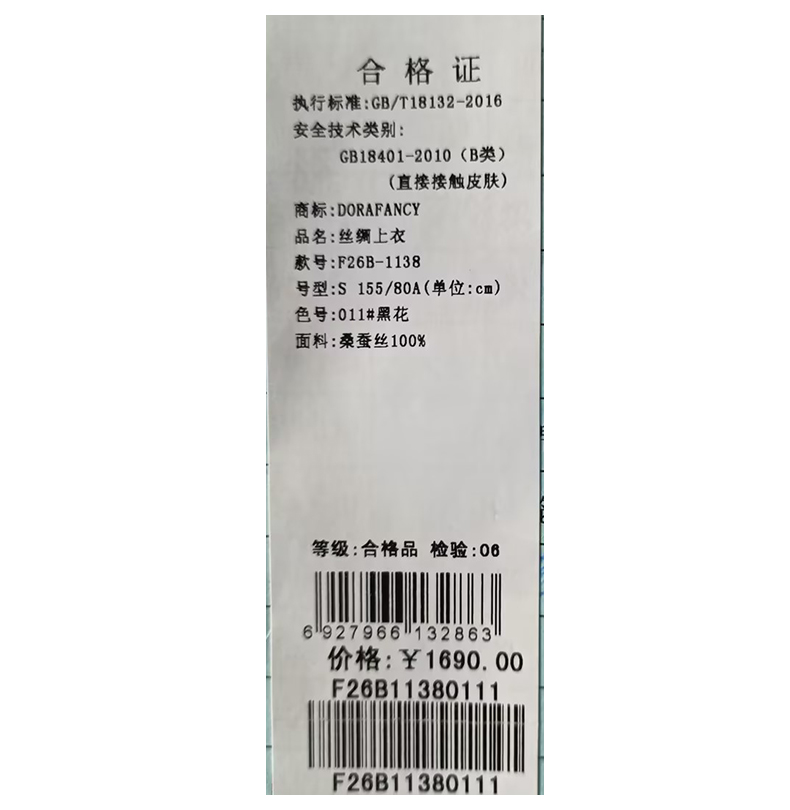 合格证
执行标准:GB/T18132-2016
安全技术类别:
GB18401-2010（B类）
(直接接触皮肤)
商标:DORAFANCY
品名:丝绸上衣
款号:F26B-1138
号型:S 155/80A(单位:cm)
色号:011#黑花
面料:桑蚕丝100%
等级:合格品 检验:06
6 927966 132863
价格:￥1690.00
F26B11380111
F26B11380111